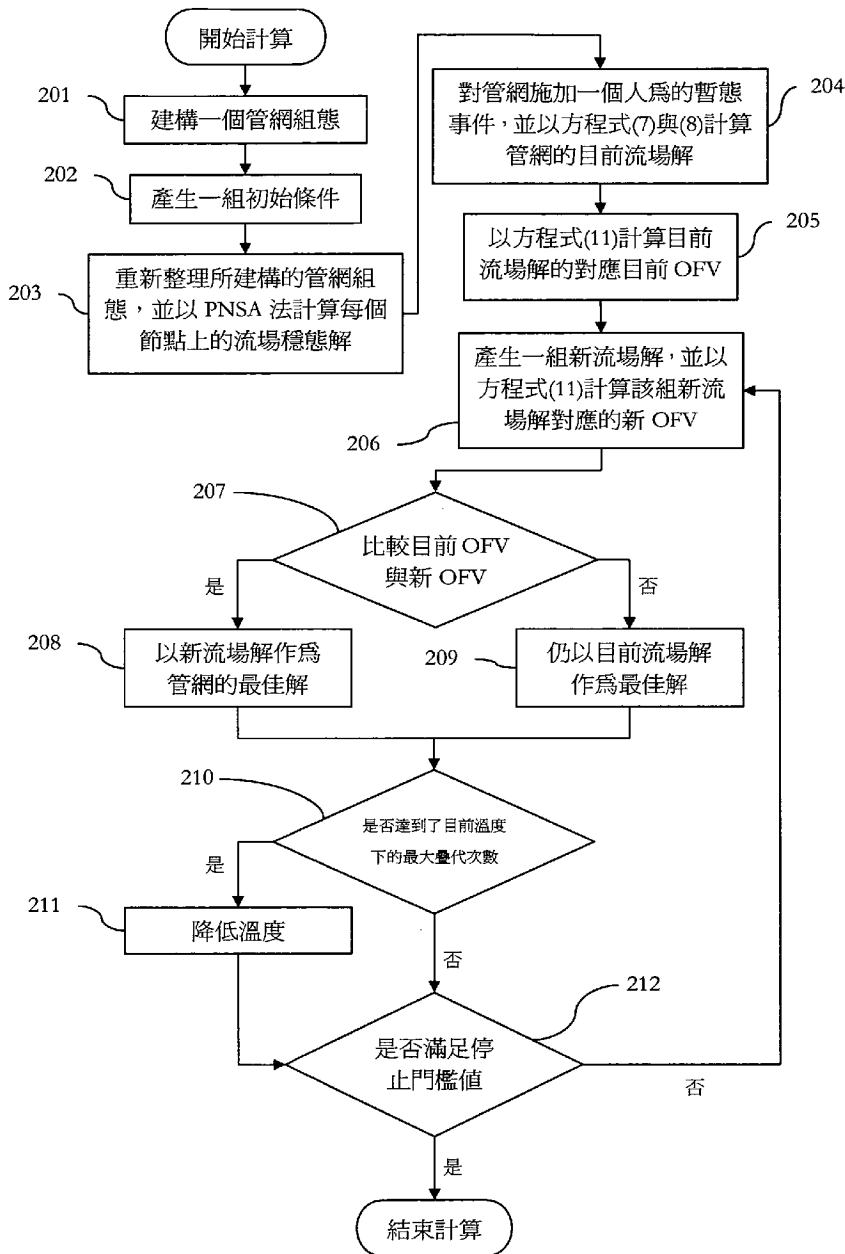 開始計算
201
建構一個管網組態
202
產生一組初始條件
203
重新整理所建構的管網組
態，並以 PNSA 法計算每個
節點上的流場穩態解
204
對管網施加一個人為的暫態
事件，並以方程式(7)與(8)計算
管網的目前流場解
205
以方程式(11)計算目前
流場解的對應目前 OFV
206
產生一組新流場解，並以
方程式(11)計算該組新流
場解對應的新 OFV
207
比較目前 OFV
與新 OFV
是
否
208
以新流場解作為
管網的最佳解
209
仍以目前流場解
作為最佳解
210
是否達到了目前溫度
下的最大疊代次數
是
211
降低溫度
否
212
是否滿足停
止門檻值
否
是
結束計算